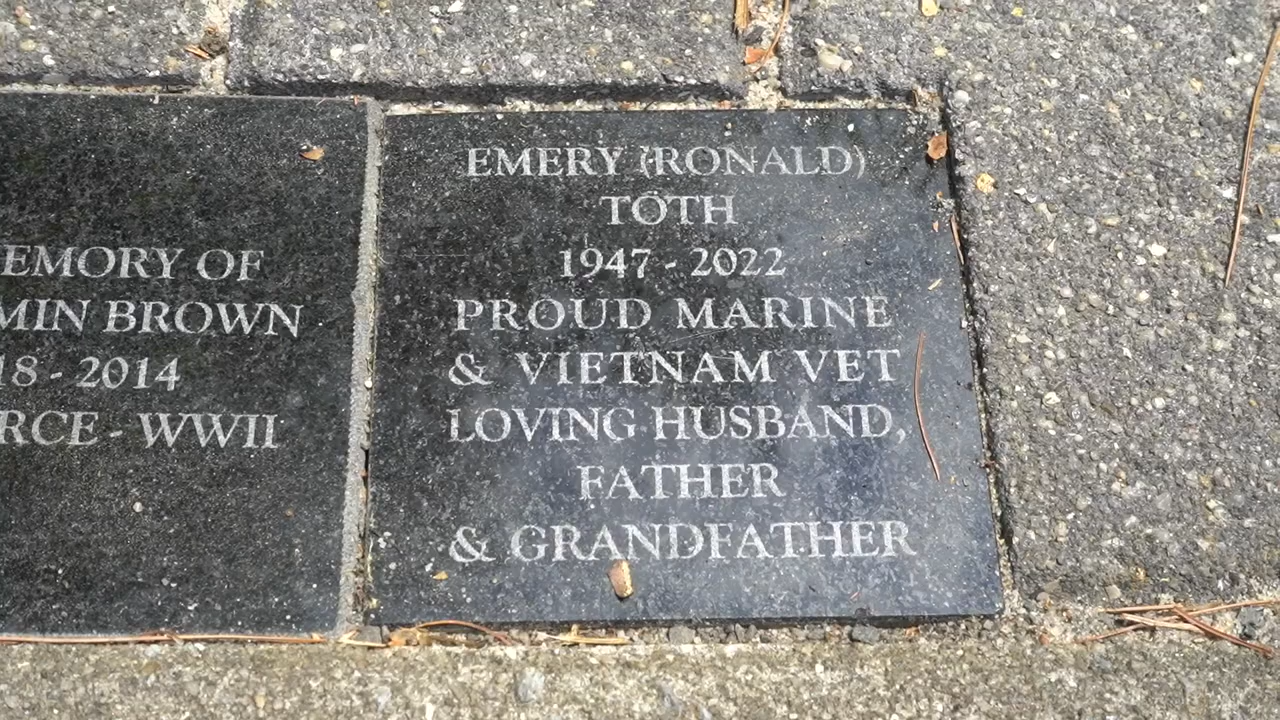 EMORY OF
MIN BROWN
18 - 2014
RCE - WWII
EMERY (RONALD)
TOTH
1947 - 2022
PROUD MARINE
& VIETNAM VET
LOVING HUSBAND,
FATHER
& GRANDFATHER